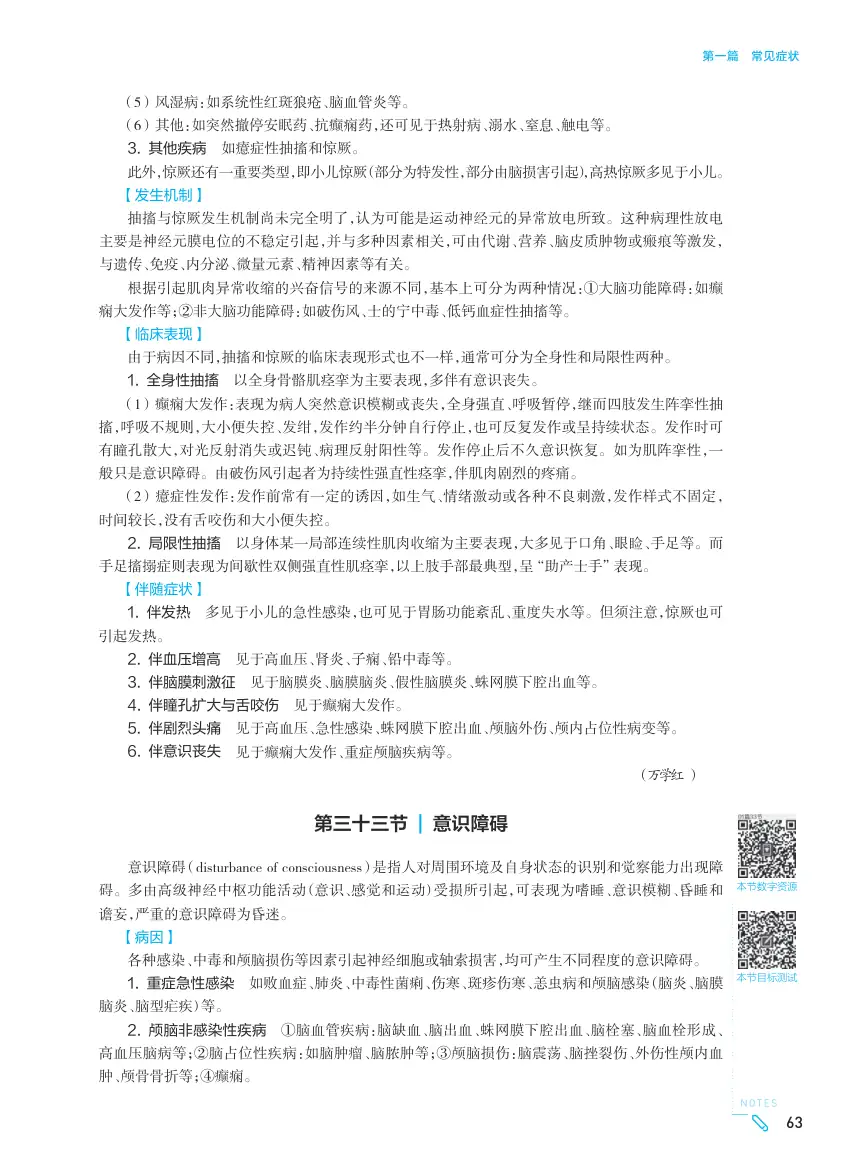 第一篇 常见症状
（5）风湿病：如系统性红斑狼疮、脑血管炎等。
（6）其他：如突然撤停安眠药、抗癫痫药，还可见于热射病、溺水、窒息、触电等。
3. 其他疾病 如癔症性抽搐和惊厥。
此外，惊厥还有一重要类型，即小儿惊厥（部分为特发性，部分由脑损害引起），高热惊厥多见于小儿。
【发生机制】
抽搐与惊厥发生机制尚未完全明了，认为可能是运动神经元的异常放电所致。这种病理性放电
主要是神经元膜电位的不稳定引起，并与多种因素相关，可由代谢、营养、脑皮质肿物或瘢痕等激发，
与遗传、免疫、内分泌、微量元素、精神因素等有关。
根据引起肌肉异常收缩的兴奋信号的来源不同，基本上可分为两种情况：①大脑功能障碍：如癫
痫大发作等；②非大脑功能障碍：如破伤风、士的宁中毒、低钙血症性抽搐等。
【临床表现】
由于病因不同，抽搐和惊厥的临床表现形式也不一样，通常可分为全身性和局限性两种。
1. 全身性抽搐 以全身骨骼肌痉挛为主要表现，多伴有意识丧失。
（1）癫痫大发作：表现为病人突然意识模糊或丧失，全身强直、呼吸暂停，继而四肢发生阵挛性抽
搐，呼吸不规则，大小便失控、发绀，发作约半分钟自行停止，也可反复发作或呈持续状态。发作时可
有瞳孔散大，对光反射消失或迟钝、病理反射阳性等。发作停止后不久意识恢复。如为肌阵挛性，一
般只是意识障碍。由破伤风引起者为持续性强直性痉挛，伴肌肉剧烈的疼痛。
（2）癔症性发作：发作前常有一定的诱因，如生气、情绪激动或各种不良刺激，发作样式不固定，
时间较长，没有舌咬伤和大小便失控。
2. 局限性抽搐 以身体某一局部连续性肌肉收缩为主要表现，大多见于口角、眼睑、手足等。而
手足搐搦症则表现为间歇性双侧强直性肌痉挛，以上肢手部最典型，呈“助产士手”表现。
【伴随症状】
1. 伴发热 多见于小儿的急性感染，也可见于胃肠功能紊乱、重度失水等。但须注意，惊厥也可
引起发热。
2. 伴血压增高 见于高血压、肾炎、子痫、铅中毒等。
3. 伴脑膜刺激征 见于脑膜炎、脑膜脑炎、假性脑膜炎、蛛网膜下腔出血等。
4. 伴瞳孔扩大与舌咬伤 见于癫痫大发作。
5. 伴剧烈头痛 见于高血压、急性感染、蛛网膜下腔出血、颅脑外伤、颅内占位性病变等。
6. 伴意识丧失 见于癫痫大发作、重症颅脑疾病等。
（万学红）
第三十三节 | 意识障碍
意识障碍（disturbance of consciousness）是指人对周围环境及自身状态的识别和觉察能力出现障
碍。多由高级神经中枢功能活动（意识、感觉和运动）受损所引起，可表现为嗜睡、意识模糊、昏睡和
谵妄，严重的意识障碍为昏迷。
【病因】
各种感染、中毒和颅脑损伤等因素引起神经细胞或轴索损害，均可产生不同程度的意识障碍。
1. 重症急性感染 如败血症、肺炎、中毒性菌痢、伤寒、斑疹伤寒、恙虫病和颅脑感染（脑炎、脑膜
脑炎、脑型疟疾）等。
2. 颅脑非感染性疾病 ①脑血管疾病：脑缺血、脑出血、蛛网膜下腔出血、脑栓塞、脑血栓形成、
高血压脑病等；②脑占位性疾病：如脑肿瘤、脑脓肿等；③颅脑损伤：脑震荡、脑挫裂伤、外伤性颅内血
肿、颅骨骨折等；④癫痫。
本节数字资源
本节目标测试
NOTES
63